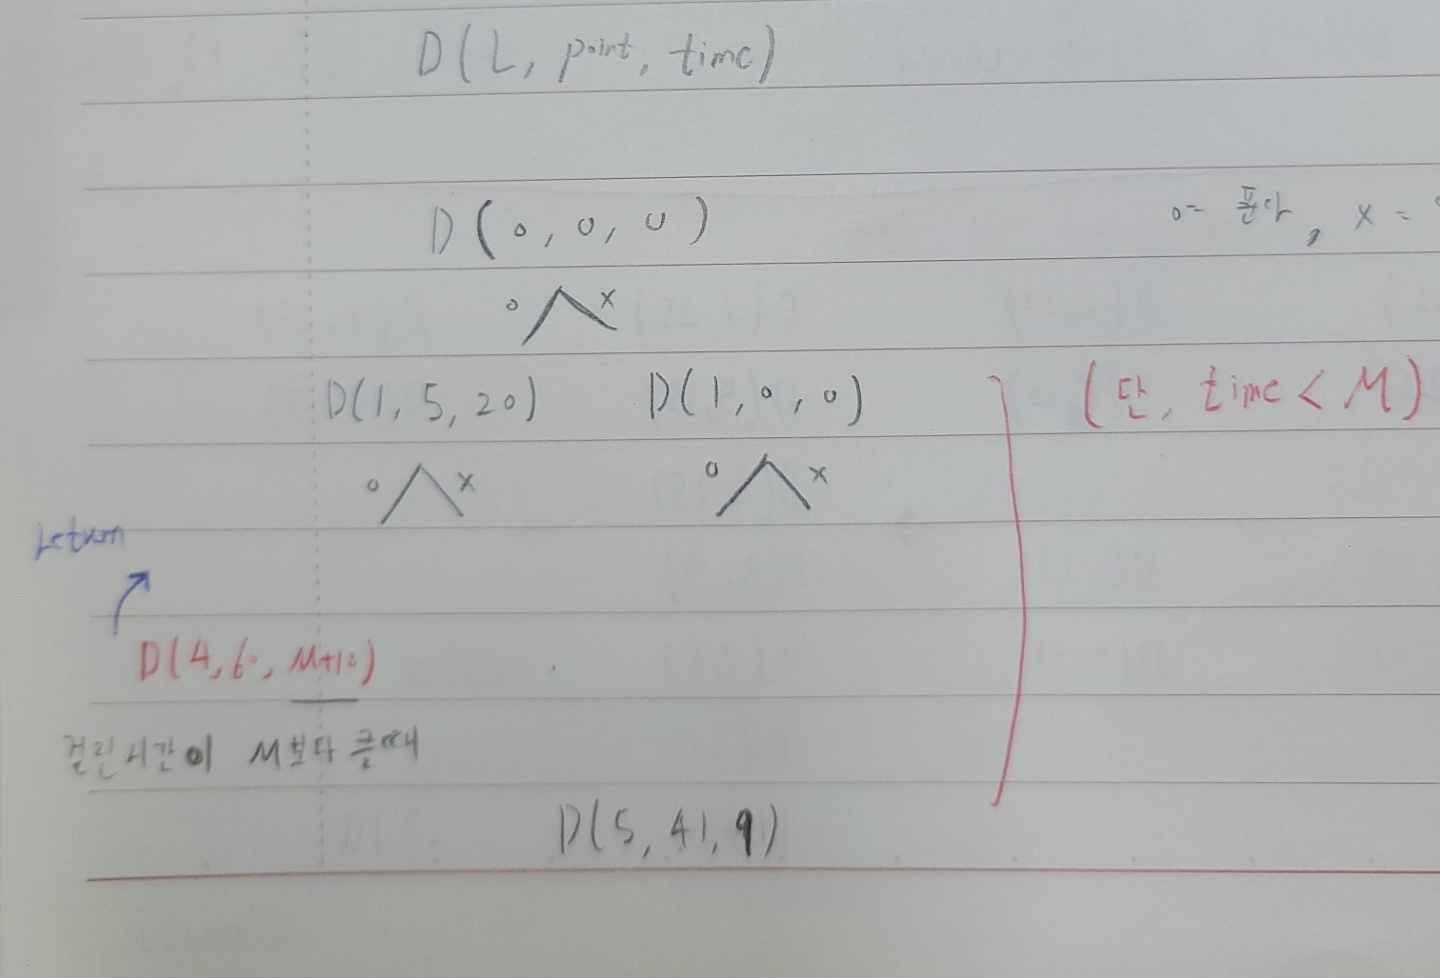 D(L, point, time)
D(0, 0, 0)
o= 푼다, x =
o x
D(1, 5, 20) D(1, 0, 0) (단, time < M)
o x o x
return
D(4, 60, M+10)
걸린시간이 M보다 클때
D(5, 41, 9)